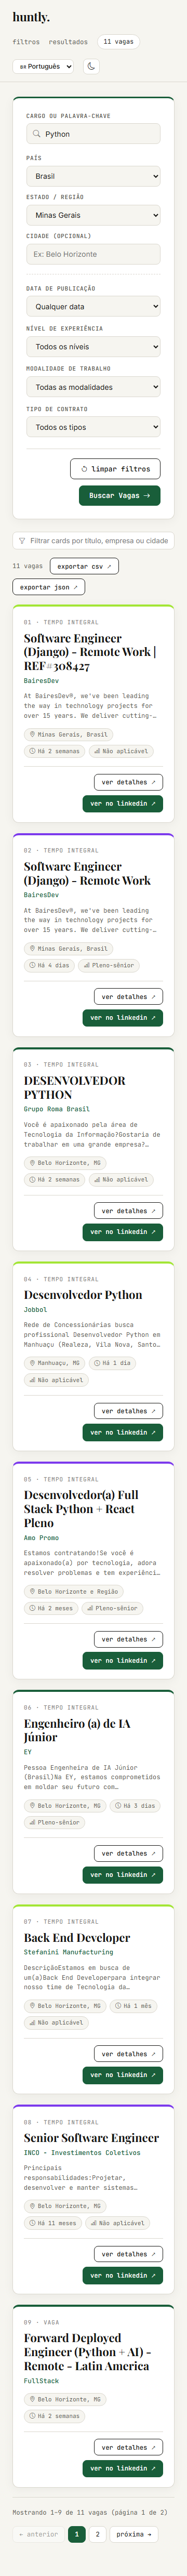 huntly.
filtros resultados 11 vagas
BR Português
CARGO OU PALAVRA-CHAVE
Python
PAÍS
Brasil
ESTADO / REGIÃO
Minas Gerais
CIDADE (OPCIONAL)
Ex: Belo Horizonte
DATA DE PUBLICAÇÃO
Qualquer data
NÍVEL DE EXPERIÊNCIA
Todos os níveis
MODALIDADE DE TRABALHO
Todas as modalidades
TIPO DE CONTRATO
Todos os tipos
↺ limpar filtros
Buscar Vagas →
Filtrar cards por título, empresa ou cidade
11 vagas exportar csv ↗
exportar json ↗
01 · TEMPO INTEGRAL
Software Engineer
(Django) - Remote Work |
REF#308427
BairesDev
At BairesDev®, we've been leading
the way in technology projects for
over 15 years. We deliver cutting-…
Minas Gerais, Brasil
Há 2 semanas Não aplicável
ver detalhes ↗
ver no linkedin ↗
02 · TEMPO INTEGRAL
Software Engineer
(Django) - Remote Work
BairesDev
At BairesDev®, we've been leading
the way in technology projects for
over 15 years. We deliver cutting-…
Minas Gerais, Brasil
Há 4 dias Pleno-sênior
ver detalhes ↗
ver no linkedin ↗
03 · TEMPO INTEGRAL
DESENVOLVEDOR
PYTHON
Grupo Roma Brasil
Você é apaixonado pela área de
Tecnologia da Informação?Gostaria de
trabalhar em uma grande empresa?…
Belo Horizonte, MG
Há 2 semanas Não aplicável
ver detalhes ↗
ver no linkedin ↗
04 · TEMPO INTEGRAL
Desenvolvedor Python
Jobbol
Rede de Concessionárias busca
profissional Desenvolvedor Python em
Manhuaçu (Realeza, Vila Nova, Santo…
Manhuaçu, MG Há 1 dia
Não aplicável
ver detalhes ↗
ver no linkedin ↗
05 · TEMPO INTEGRAL
Desenvolvedor(a) Full
Stack Python + React
Pleno
Amo Promo
Estamos contratando!Se você é
apaixonado(a) por tecnologia, adora
resolver problemas e tem experiênci…
Belo Horizonte e Região
Há 2 meses Pleno-sênior
ver detalhes ↗
ver no linkedin ↗
06 · TEMPO INTEGRAL
Engenheiro (a) de IA
Júnior
EY
Pessoa Engenheira de IA Júnior
(Brasil)Na EY, estamos comprometidos
em moldar seu futuro com…
Belo Horizonte, MG Há 3 dias
Pleno-sênior
ver detalhes ↗
ver no linkedin ↗
07 · TEMPO INTEGRAL
Back End Developer
Stefanini Manufacturing
DescriçãoEstamos em busca de
um(a)Back End Developerpara integrar
nosso time de Tecnologia da…
Belo Horizonte, MG Há 1 mês
Não aplicável
ver detalhes ↗
ver no linkedin ↗
08 · TEMPO INTEGRAL
Senior Software Engineer
INCO - Investimentos Coletivos
Principais
responsabilidades:Projetar,
desenvolver e manter sistemas…
Belo Horizonte, MG
Há 11 meses Não aplicável
ver detalhes ↗
ver no linkedin ↗
09 · VAGA
Forward Deployed
Engineer (Python + AI) -
Remote - Latin America
FullStack
Belo Horizonte, MG
Há 2 semanas
ver detalhes ↗
ver no linkedin ↗
Mostrando 1–9 de 11 vagas (página 1 de 2)
← anterior 1 2 próxima →